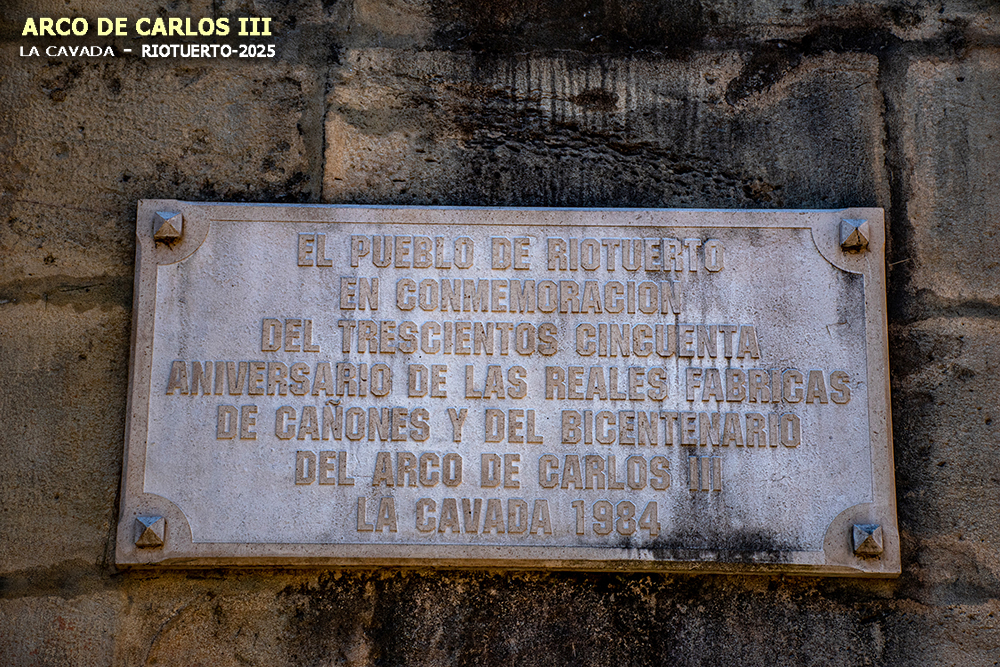 ARCO DE CARLOS III
LA CAVADA - RIOTUERTO-2025
EL PUEBLO DE RIOTUERTO
EN CONMEMORACION
DEL TRESCIENTOS CINCUENTA
ANIVERSARIO DE LAS REALES FABRICAS
DE CAÑONES Y DEL BICENTENARIO
DEL ARCO DE CARLOS III
LA CAVADA 1984